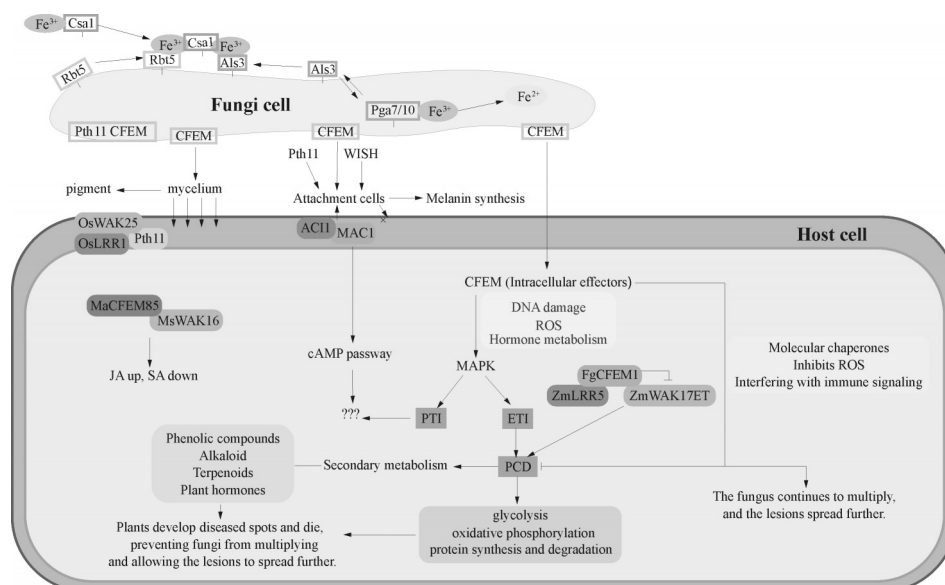 Fe3+ Csa1
Fe3+ Csa1 Fe3+
Rbt5 Rbt5 Als3 Als3
Fungi cell
Pga7/10 Fe3+ Fe2+
Pth11 CFEM CFEM CFEM CFEM
Pth11 WISH
pigment mycelium Attachment cells Melanin synthesis
OsWAK25
OsLRR1 Pth11
ACI1 MAC1
Host cell
CFEM (Intracellular effectors)
DNA damage
ROS
Hormone metabolism
MaCFEM85
MsWAK16
JA up, SA down
cAMP passway
MAPK
FgCFEM1
ZmLRR5 ZmWAK17ET
Molecular chaperones
Inhibits ROS
Interfering with immune signaling
??? PTI ETI
Phenolic compounds
Alkaloid
Terpenoids
Plant hormones
Secondary metabolism PCD
The fungus continues to multiply,
and the lesions spread further.
glycolysis
oxidative phosphorylation
protein synthesis and degradation
Plants develop diseased spots and die,
preventing fungi from multiplying
and allowing the lesions to spread further.